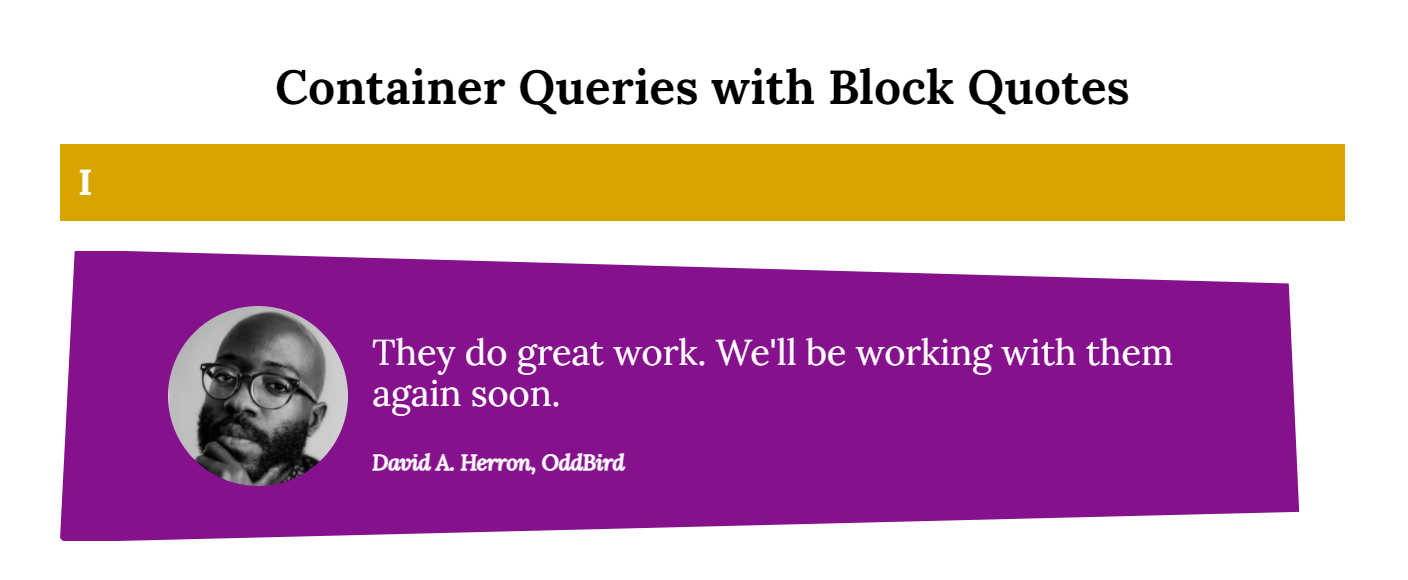 Container Queries with Block Quotes
I
They do great work. We'll be working with them
again soon.
David A. Herron, OddBird